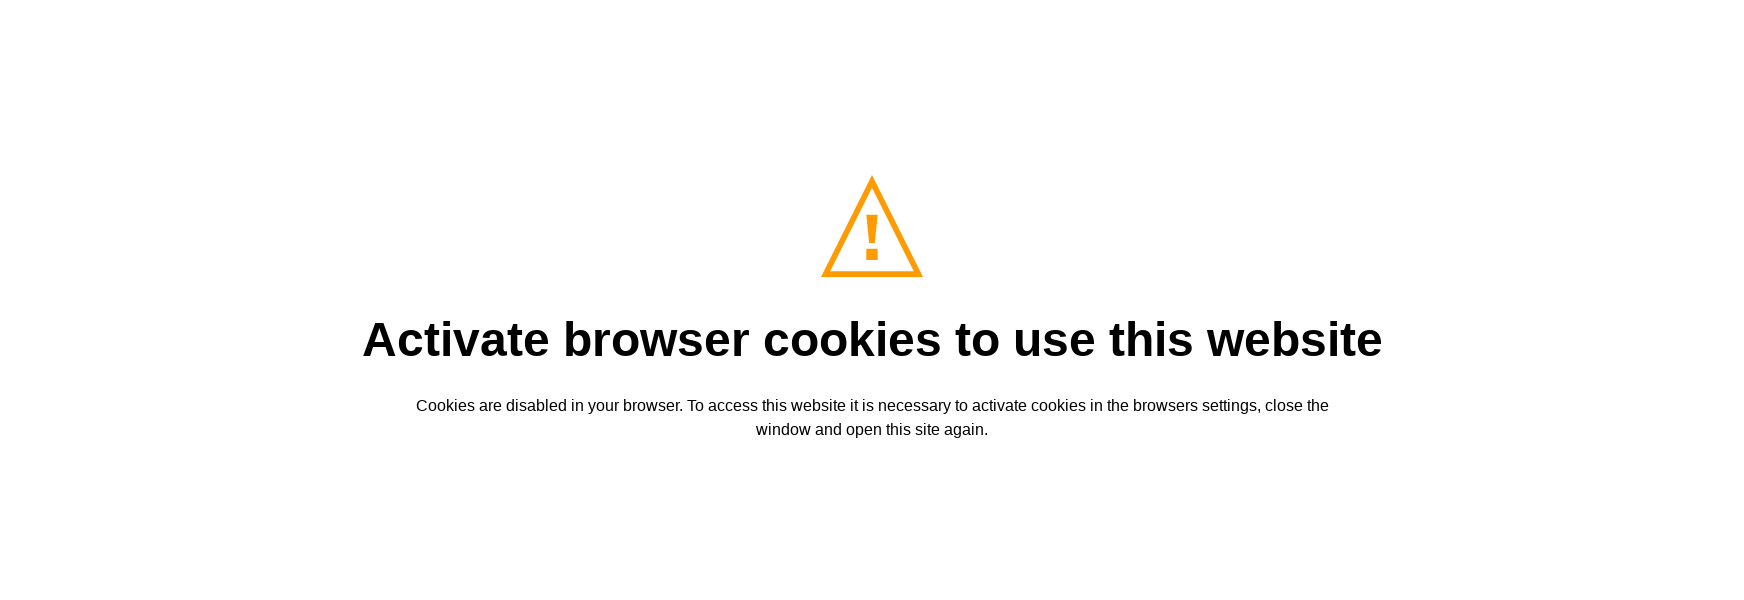 !
Activate browser cookies to use this website
Cookies are disabled in your browser. To access this website it is necessary to activate cookies in the browsers settings, close the
window and open this site again.